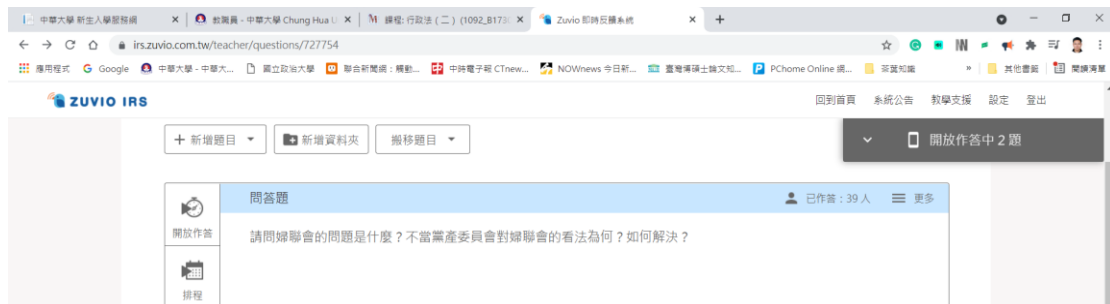 中華大學 新生入學服務網
教職員 - 中華大學 Chung Hua U
課程: 行政法 ( 二 ) (1092_B173
Zuvio 即時反饋系統
irs.zuvio.com.tw/teacher/questions/727754
應用程式
Google
中華大學 - 中華大...
國立政治大學
聯合新聞網：觸動...
中時電子報 CTnew...
NOWnews 今日新...
臺灣博碩士論文知...
PChome Online 網...
茶葉知識
»
其他書籤
閱讀清單
ZUVIO IRS
回到首頁 系統公告 教學支援 設定 登出
+ 新增題目
新增資料夾
搬移題目
開放作答中 2 題
開放作答
問答題
已作答：39 人
更多
請問婦聯會的問題是什麼？不當黨產委員會對婦聯會的看法為何？如何解決？
排程